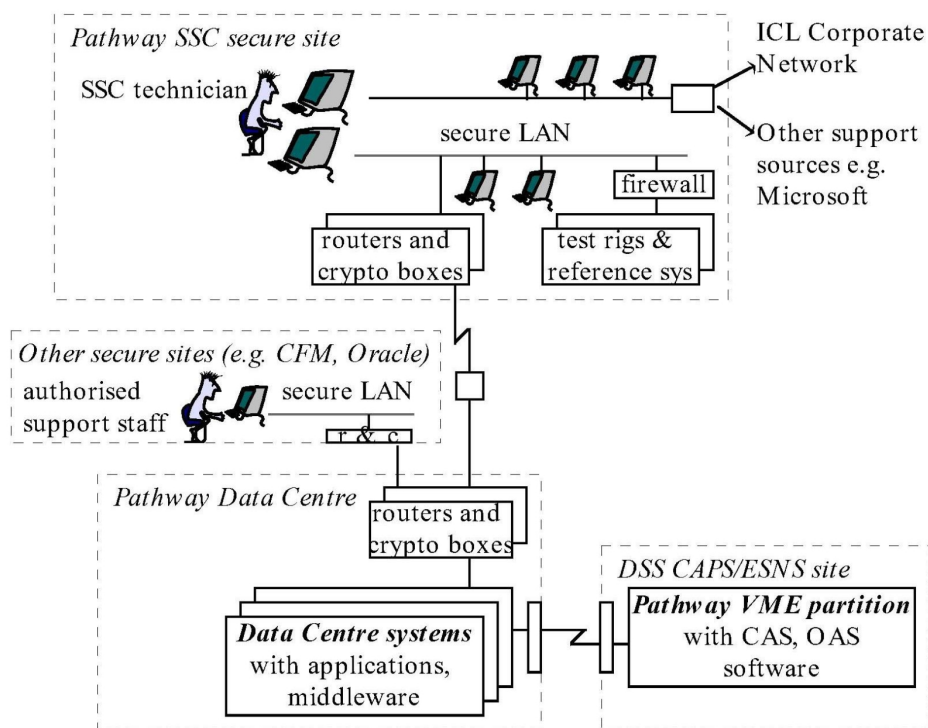 Pathway SSC secure site
SSC technician
ICL Corporate
Network
secure LAN
Other support
sources e.g.
Microsoft
firewall
routers and
crypto boxes
test rigs &
reference sys
Other secure sites (e.g. CFM, Oracle)
authorised
support staff
secure LAN
r & c
Pathway Data Centre
routers and
crypto boxes
DSS CAPS/ESNS site
Data Centre systems
with applications,
middleware
Pathway VME partition
with CAS, OAS
software